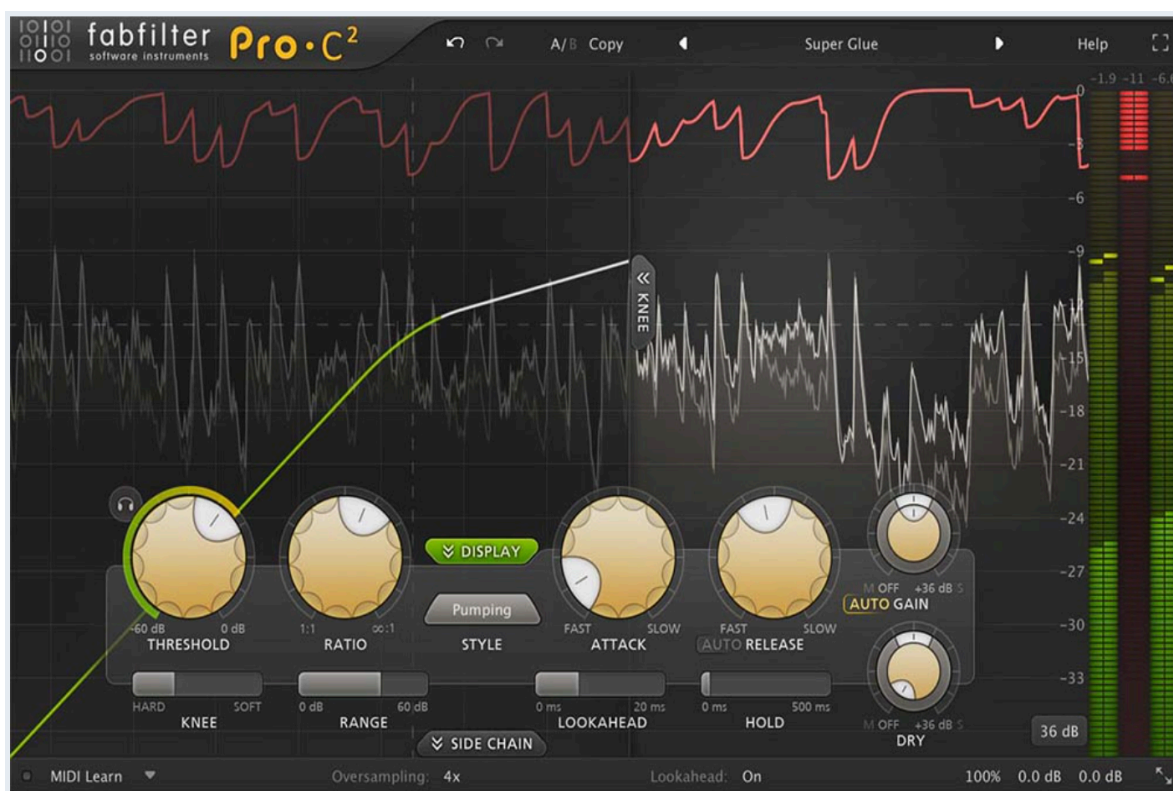 fabfilter
software instruments
Pro·C²
A/B Copy
Super Glue
Help
-1.9 -11 -6.0
0
-3
-6
-9
-12
-15
-18
-21
-24
-27
-30
-33
KNEE
DISPLAY
Pumping
STYLE
-60 dB 0 dB
THRESHOLD
1:1 ∞:1
RATIO
FAST SLOW
ATTACK
FAST SLOW
AUTO RELEASE
M OFF +36 dB S
AUTO GAIN
HARD SOFT
KNEE
0 dB 60 dB
RANGE
0 ms 20 ms
LOOKAHEAD
0 ms 500 ms
HOLD
M OFF +36 dB S
DRY
36 dB
SIDE CHAIN
MIDI Learn
Oversampling: 4x
Lookahead: On
100% 0.0 dB 0.0 dB